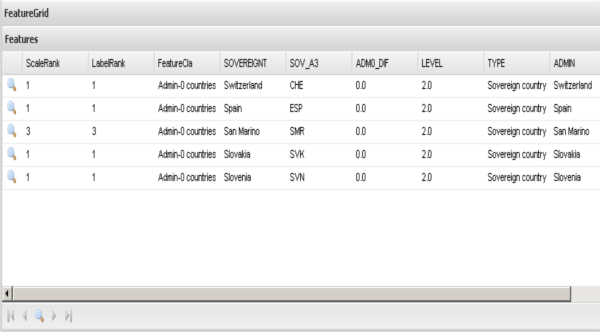 FeatureGrid
Features
ScaleRank LabelRank FeatureCla SOVEREIGNT SOV_A3 ADM0_DIF LEVEL TYPE ADMIN
1 1 Admin-0 countries Switzerland CHE 0.0 2.0 Sovereign country Switzerland
1 1 Admin-0 countries Spain ESP 0.0 2.0 Sovereign country Spain
3 3 Admin-0 countries San Marino SMR 0.0 2.0 Sovereign country San Marino
1 1 Admin-0 countries Slovakia SVK 0.0 2.0 Sovereign country Slovakia
1 1 Admin-0 countries Slovenia SVN 0.0 2.0 Sovereign country Slovenia